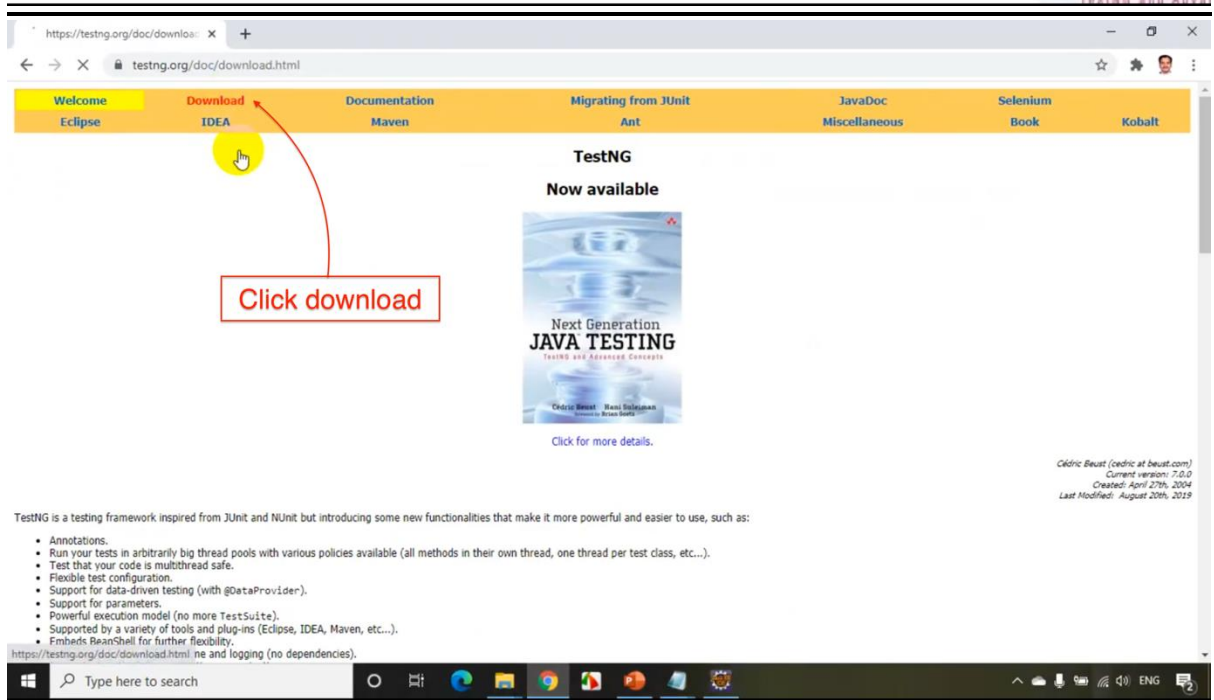 https://testng.org/doc/downloa
testng.org/doc/download.html
Welcome Download Documentation Migrating from JUnit JavaDoc Selenium
Eclipse IDEA Maven Ant Miscellaneous Book Kobalt
TestNG
Now available
Click download
Next Generation
JAVA TESTING
TestNG and Advanced Concepts
Cédric Beust Hani Suleiman
Click for more details.
Cédric Beust (cedric at beust.com)
Current version: 7.0.0
Created: April 27th, 2004
Last Modified: August 20th, 2019
TestNG is a testing framework inspired from JUnit and NUnit but introducing some new functionalities that make it more powerful and easier to use, such as:
• Annotations.
• Run your tests in arbitrarily big thread pools with various policies available (all methods in their own thread, one thread per test class, etc...).
• Test that your code is multithread safe.
• Flexible test configuration.
• Support for data-driven testing (with @DataProvider).
• Support for parameters.
• Powerful execution model (no more TestSuite).
• Supported by a variety of tools and plug-ins (Eclipse, IDEA, Maven, etc...).
• Embeds BeanShell for further flexibility.
https://testng.org/doc/download.html ne and logging (no dependencies).
Type here to search ENG 2